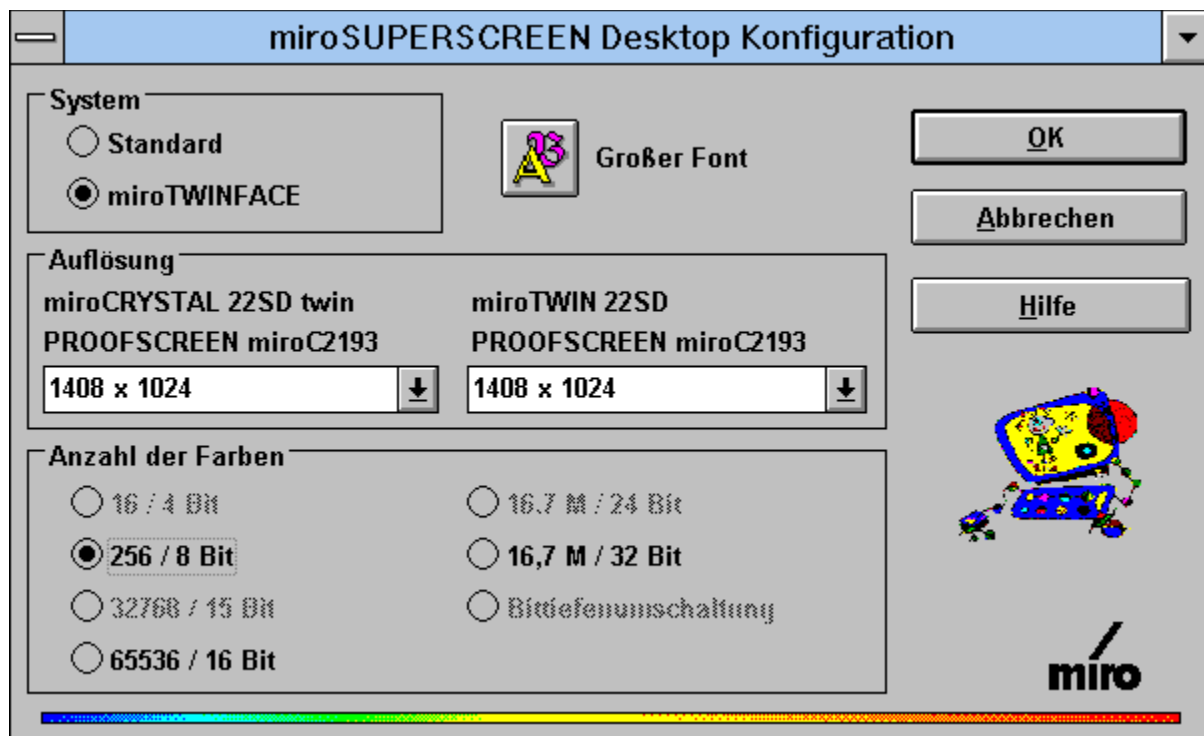 miroSUPERSCREEN Desktop Konfiguration
System
Standard
miroTWINFACE
Großer Font
OK
Abbrechen
Hilfe
Auflösung
miroCRYSTAL 22SD twin
PROOFSCREEN miroC2193
1408 x 1024
miroTWIN 22SD
PROOFSCREEN miroC2193
1408 x 1024
Anzahl der Farben
16 / 4 Bit
256 / 8 Bit
32768 / 15 Bit
65536 / 16 Bit
16.7 M / 24 Bit
16,7 M / 32 Bit
Bittiefenumschaltung
miro